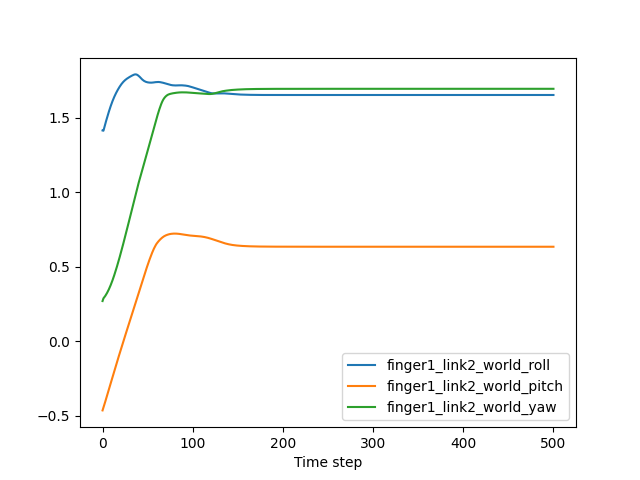 1.5
1.0
0.5
0.0
−0.5
finger1_link2_world_roll
finger1_link2_world_pitch
finger1_link2_world_yaw
0 100 200 300 400 500
Time step